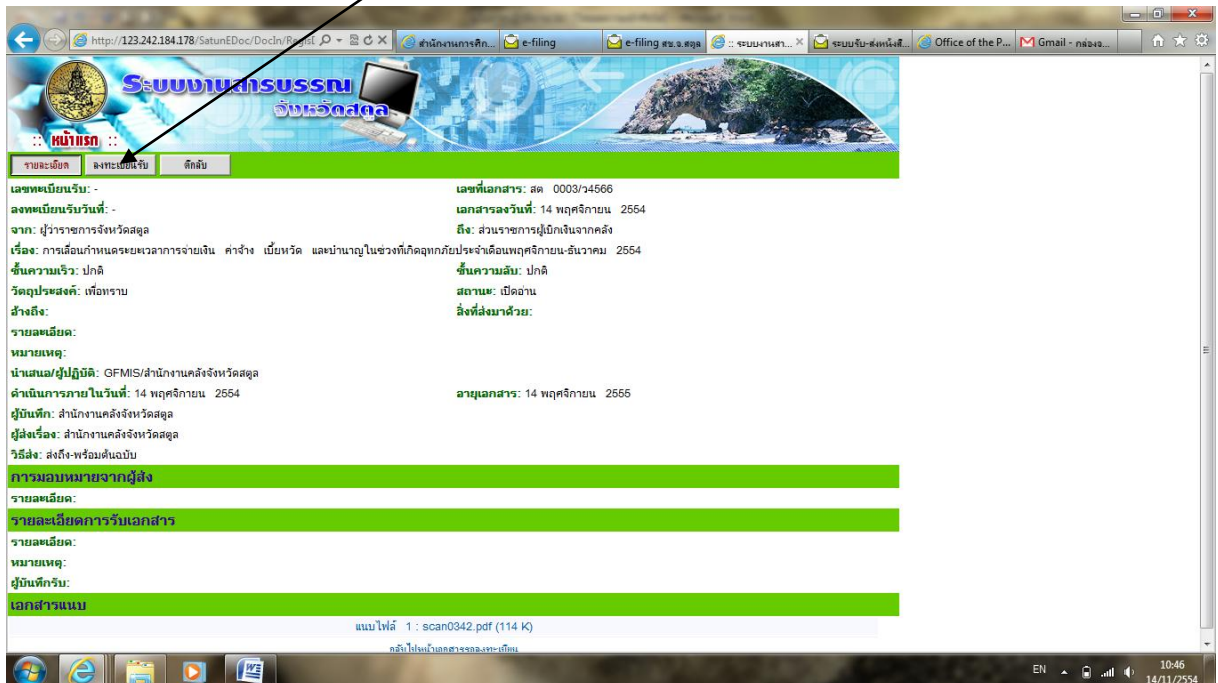 http://123.242.184.178/SatunEDoc/DocIn/Regist
สำนักงานการศึก...
e-filing
e-filing สช.จ.สตูล
:: ระบบงานสา...
ระบบรับ-ส่งหนังสื...
Office of the P...
Gmail - กล่องจ...
ระบบงานสารบรรณ
จังหวัดสตูล
:: หน้าแรก ::
รายละเอียด ลงทะเบียนรับ ตีกลับ
เลขทะเบียนรับ: - เลขที่เอกสาร: สต 0003/ว4566
ลงทะเบียนรับวันที่: - เอกสารลงวันที่: 14 พฤศจิกายน 2554
จาก: ผู้ว่าราชการจังหวัดสตูล ถึง: ส่วนราชการผู้เบิกเงินจากคลัง
เรื่อง: การเลื่อนกำหนดระยะเวลาการจ่ายเงิน ค่าจ้าง เบี้ยหวัด และบำนาญในช่วงที่เกิดอุทกภัยประจำเดือนพฤศจิกายน-ธันวาคม 2554
ชั้นความเร็ว: ปกติ ชั้นความลับ: ปกติ
วัตถุประสงค์: เพื่อทราบ สถานะ: เปิดอ่าน
อ้างถึง: สิ่งที่ส่งมาด้วย:
รายละเอียด:
หมายเหตุ:
นำเสนอ/ผู้ปฏิบัติ: GFMIS/สำนักงานคลังจังหวัดสตูล
ดำเนินการภายในวันที่: 14 พฤศจิกายน 2554 อายุเอกสาร: 14 พฤศจิกายน 2555
ผู้บันทึก: สำนักงานคลังจังหวัดสตูล
ผู้ส่งเรื่อง: สำนักงานคลังจังหวัดสตูล
วิธีส่ง: ส่งถึง-พร้อมต้นฉบับ
การมอบหมายจากผู้ส่ง
รายละเอียด:
รายละเอียดการรับเอกสาร
รายละเอียด:
หมายเหตุ:
ผู้บันทึกรับ:
เอกสารแนบ
แนบไฟล์ 1 : scan0342.pdf (114 K)
กลับไปหน้าเอกสารรอลงทะเบียน
EN
10:46
14/11/2554